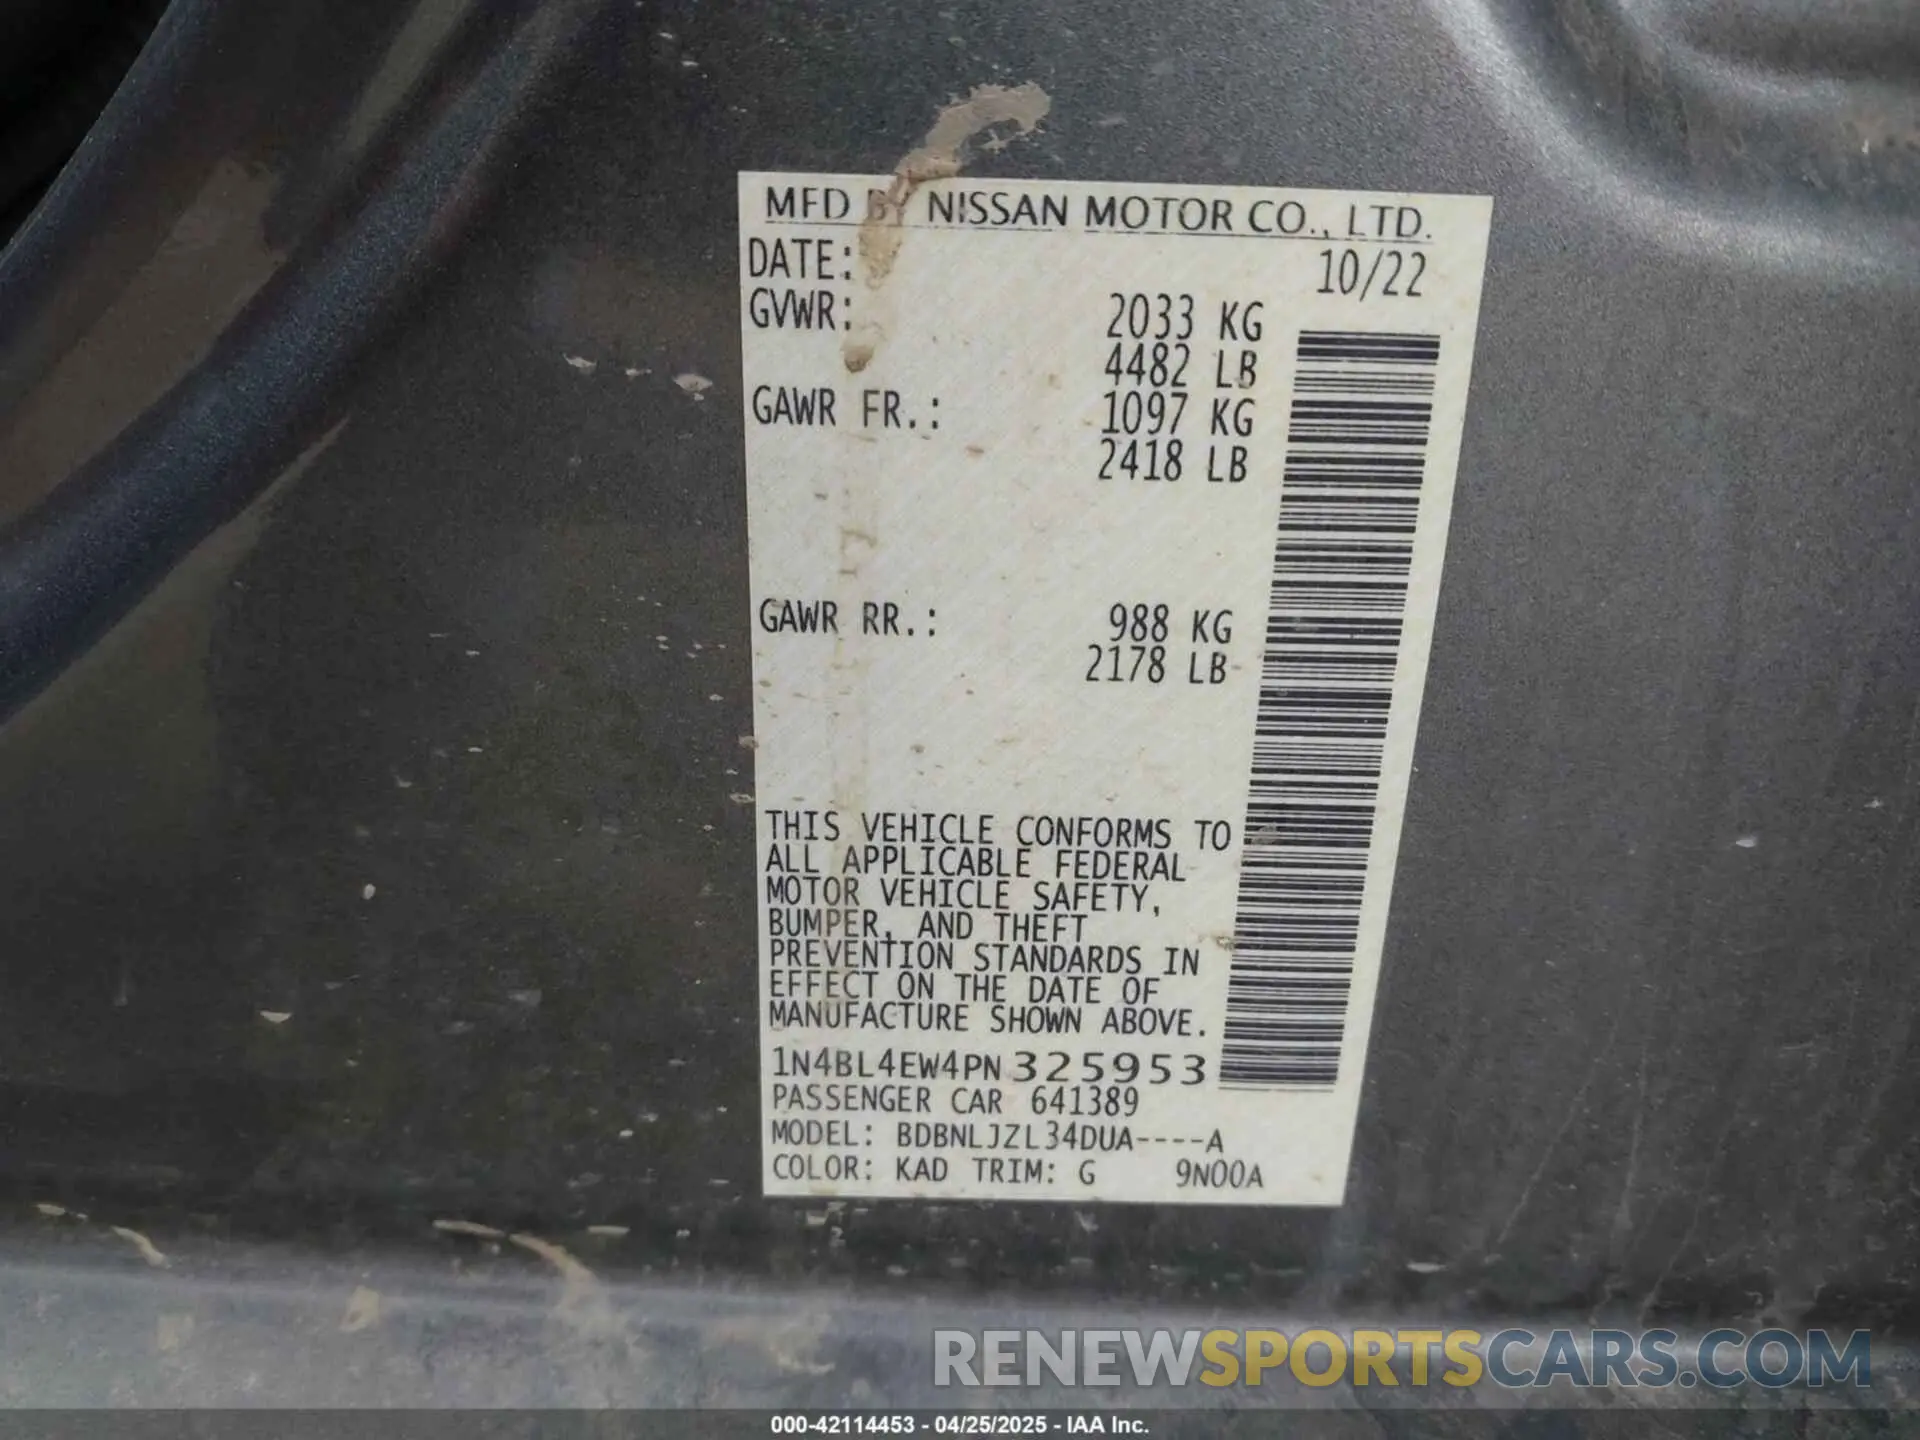 MFD BY NISSAN MOTOR CO., LTD.
DATE: 10/22
GVWR: 2033 KG
4482 LB
GAWR FR.: 1097 KG
2418 LB
GAWR RR.: 988 KG
2178 LB
THIS VEHICLE CONFORMS TO
ALL APPLICABLE FEDERAL
MOTOR VEHICLE SAFETY,
BUMPER, AND THEFT
PREVENTION STANDARDS IN
EFFECT ON THE DATE OF
MANUFACTURE SHOWN ABOVE.
1N4BL4EW4PN325953
PASSENGER CAR 641389
MODEL: BDBNLJZL34DUA----A
COLOR: KAD TRIM: G 9N00A
RENEWSPORTSCARS.COM
000-42114453 - 04/25/2025 - IAA Inc.